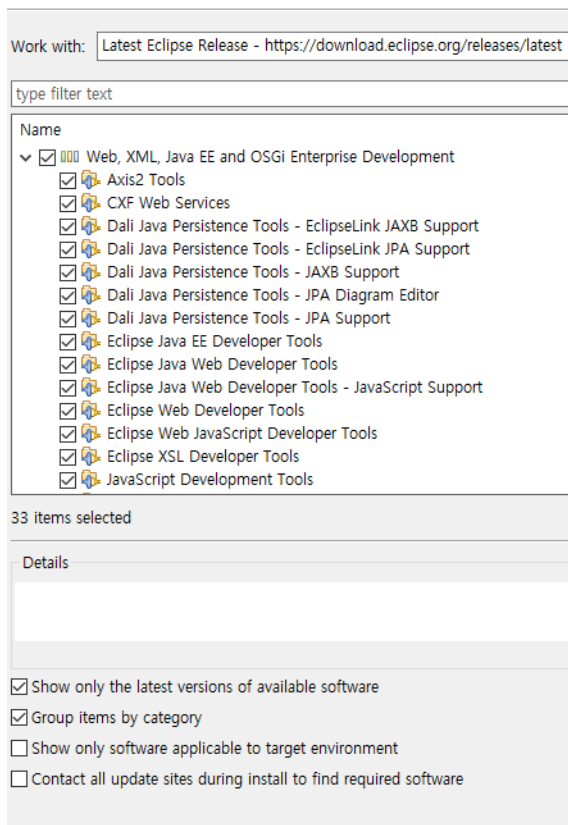 Work with: Latest Eclipse Release - https://download.eclipse.org/releases/latest
type filter text
Name
Web, XML, Java EE and OSGi Enterprise Development
Axis2 Tools
CXF Web Services
Dali Java Persistence Tools - EclipseLink JAXB Support
Dali Java Persistence Tools - EclipseLink JPA Support
Dali Java Persistence Tools - JAXB Support
Dali Java Persistence Tools - JPA Diagram Editor
Dali Java Persistence Tools - JPA Support
Eclipse Java EE Developer Tools
Eclipse Java Web Developer Tools
Eclipse Java Web Developer Tools - JavaScript Support
Eclipse Web Developer Tools
Eclipse Web JavaScript Developer Tools
Eclipse XSL Developer Tools
JavaScript Development Tools
33 items selected
Details
Show only the latest versions of available software
Group items by category
Show only software applicable to target environment
Contact all update sites during install to find required software